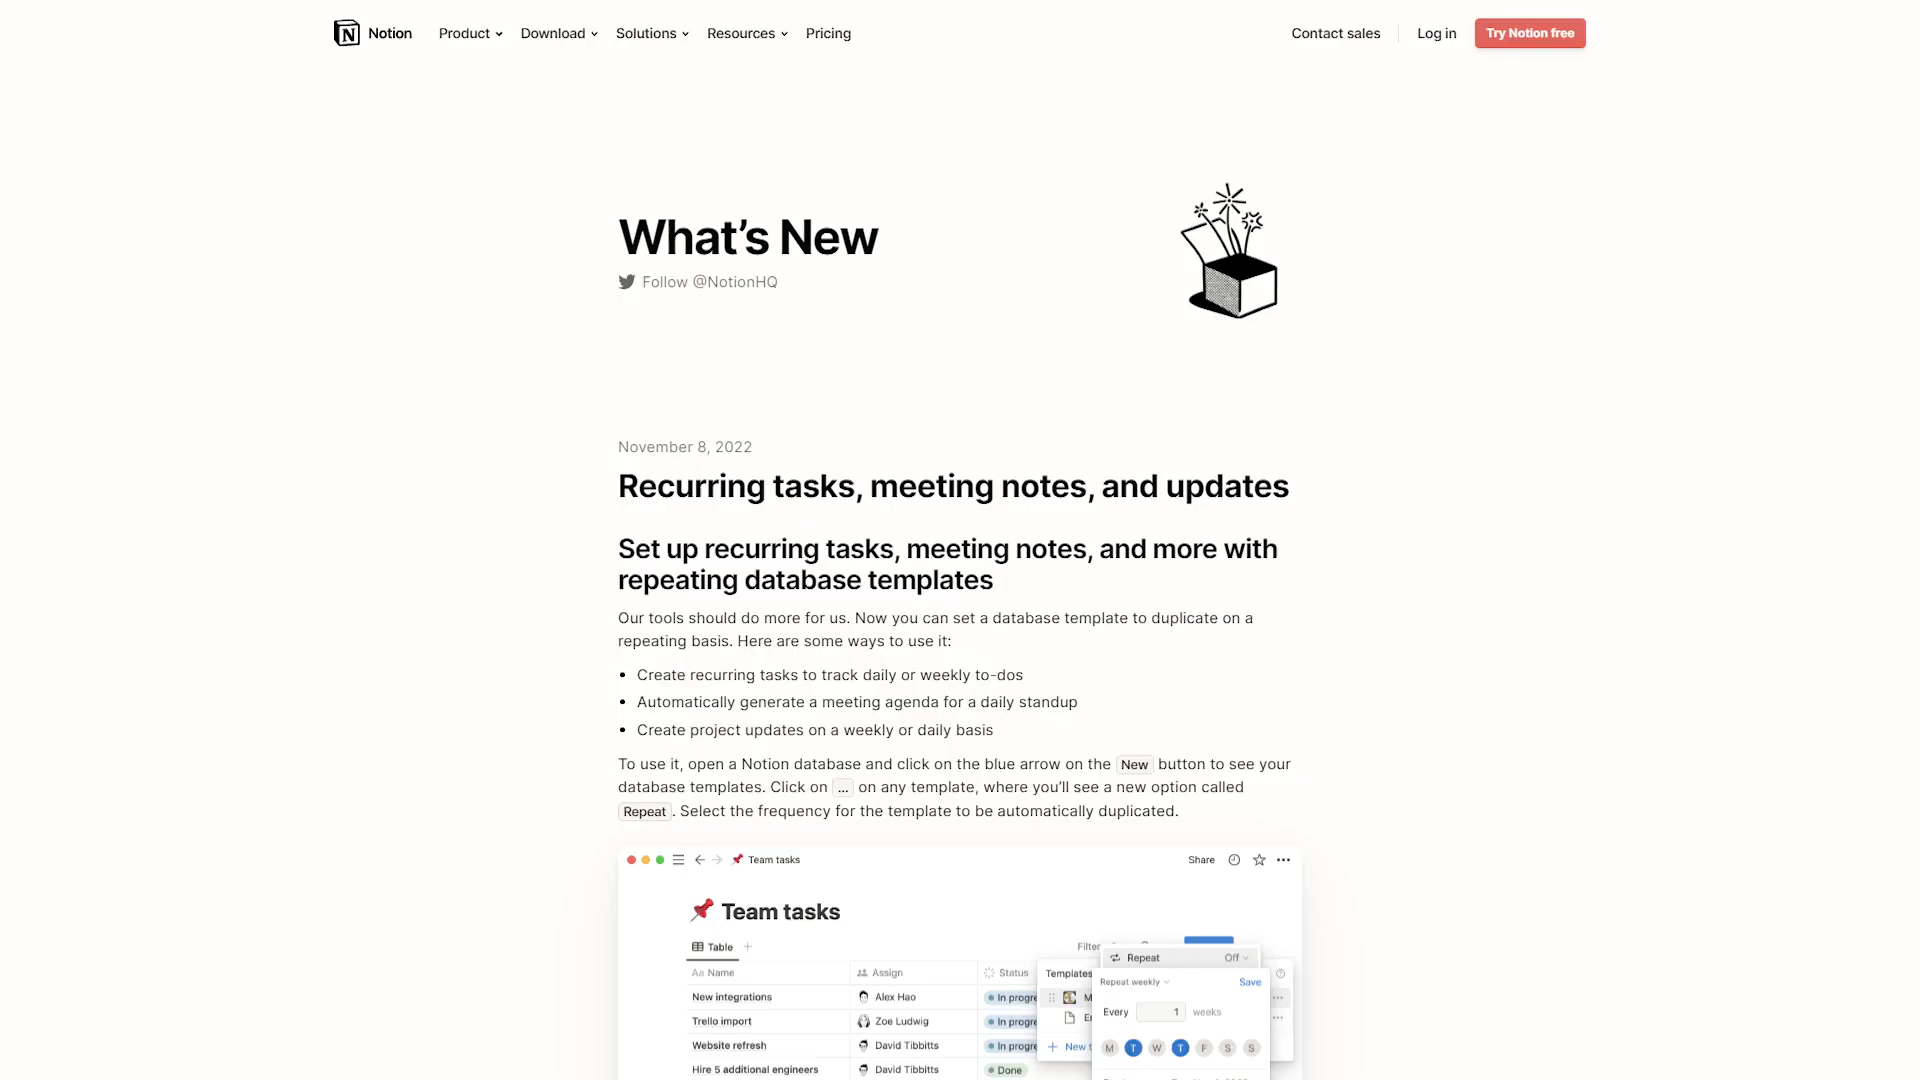 Notion Product Download Solutions Resources Pricing Contact sales Log in Try Notion free
What’s New
Follow @NotionHQ
November 8, 2022
Recurring tasks, meeting notes, and updates
Set up recurring tasks, meeting notes, and more with
repeating database templates
Our tools should do more for us. Now you can set a database template to duplicate on a
repeating basis. Here are some ways to use it:
• Create recurring tasks to track daily or weekly to-dos
• Automatically generate a meeting agenda for a daily standup
• Create project updates on a weekly or daily basis
To use it, open a Notion database and click on the blue arrow on the New button to see your
database templates. Click on ... on any template, where you’ll see a new option called
Repeat. Select the frequency for the template to be automatically duplicated.
Team tasks Share
Team tasks
Table Filter
Repeat Off
Aa Name Assign Status Templates
Repeat weekly Save
New integrations Alex Hao In progre
Every 1 weeks
Trello import Zoe Ludwig In progre
Website refresh David Tibbitts In progre New t M T W T F S S
Hire 5 additional engineers David Tibbitts Done